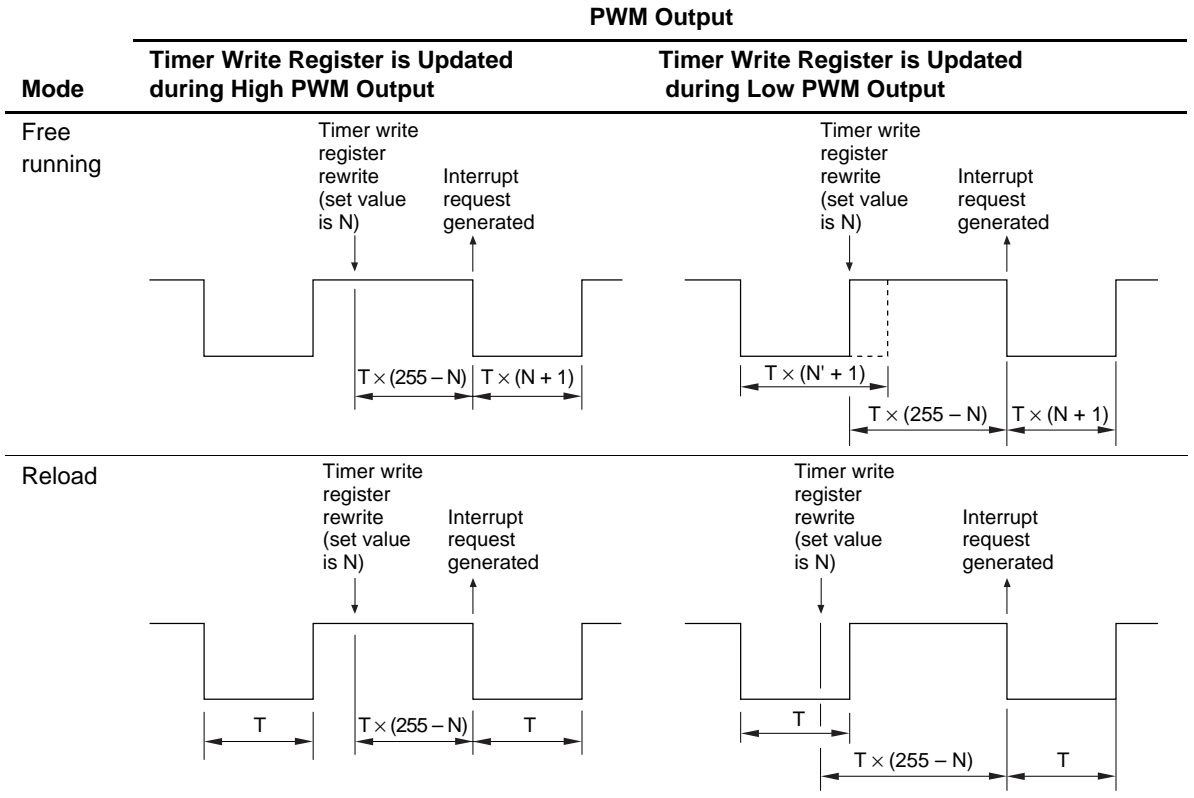 PWM Output
Timer Write Register is Updated
during High PWM Output
Timer Write Register is Updated
during Low PWM Output
Mode
Free
running
Timer write
register
rewrite
(set value
is N)
Interrupt
request
generated
T × (255 – N)
T × (N + 1)
Timer write
register
rewrite
(set value
is N)
Interrupt
request
generated
T × (N' + 1)
T × (255 – N)
T × (N + 1)
Reload
Timer write
register
rewrite
(set value
is N)
Interrupt
request
generated
T
T × (255 – N)
T
Timer write
register
rewrite
(set value
is N)
Interrupt
request
generated
T
T × (255 – N)
T